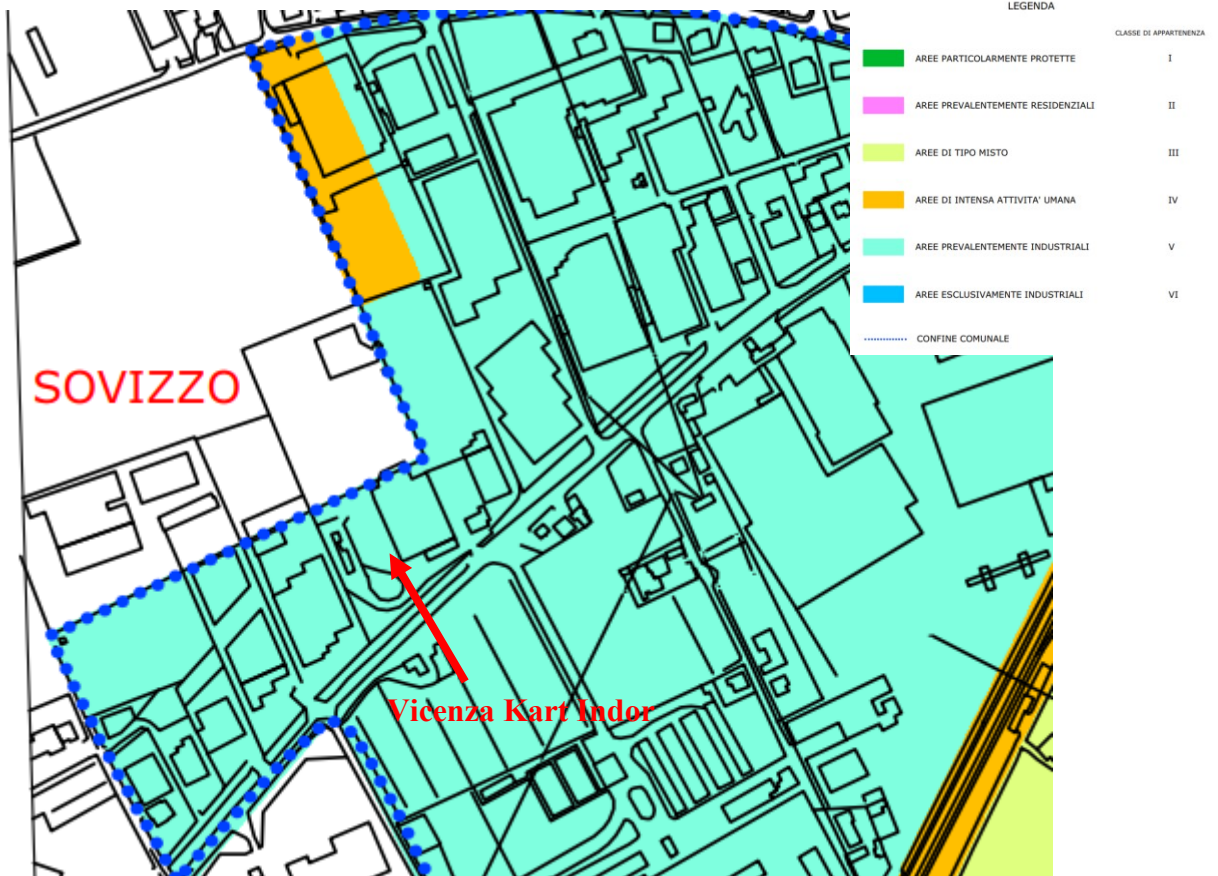 LEGENDA
CLASSE DI APPARTENENZA
AREE PARTICOLARMENTE PROTETTE I
AREE PREVALENTEMENTE RESIDENZIALI II
AREE DI TIPO MISTO III
AREE DI INTENSA ATTIVITA' UMANA IV
AREE PREVALENTEMENTE INDUSTRIALI V
AREE ESCLUSIVAMENTE INDUSTRIALI VI
CONFINE COMUNALE
SOVIZZO
Vicenza Kart Indor